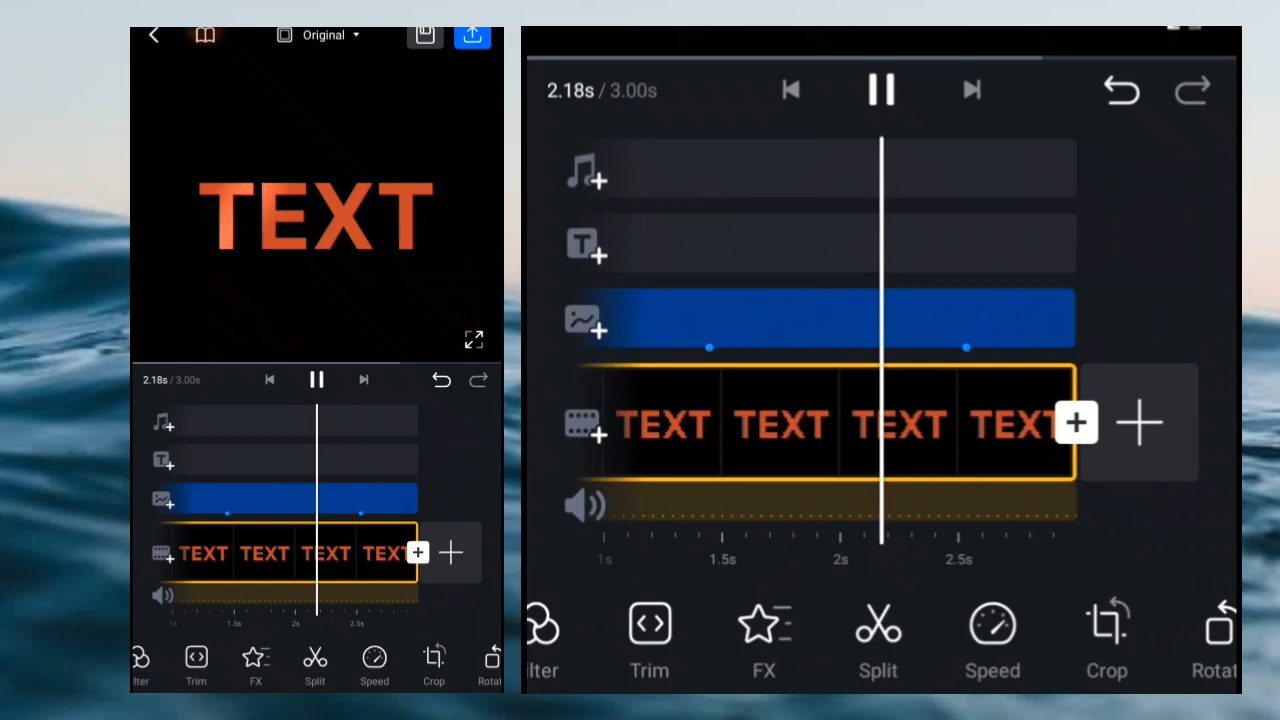 Original
TEXT
2.18s / 3.00s
T
TEXT TEXT TEXT TEXT
1s 1.5s 2s 2.5s
lter Trim FX Split Speed Crop Rotat
2.18s / 3.00s
T
TEXT TEXT TEXT TEXT
1s 1.5s 2s 2.5s
ilter Trim FX Split Speed Crop Rotat